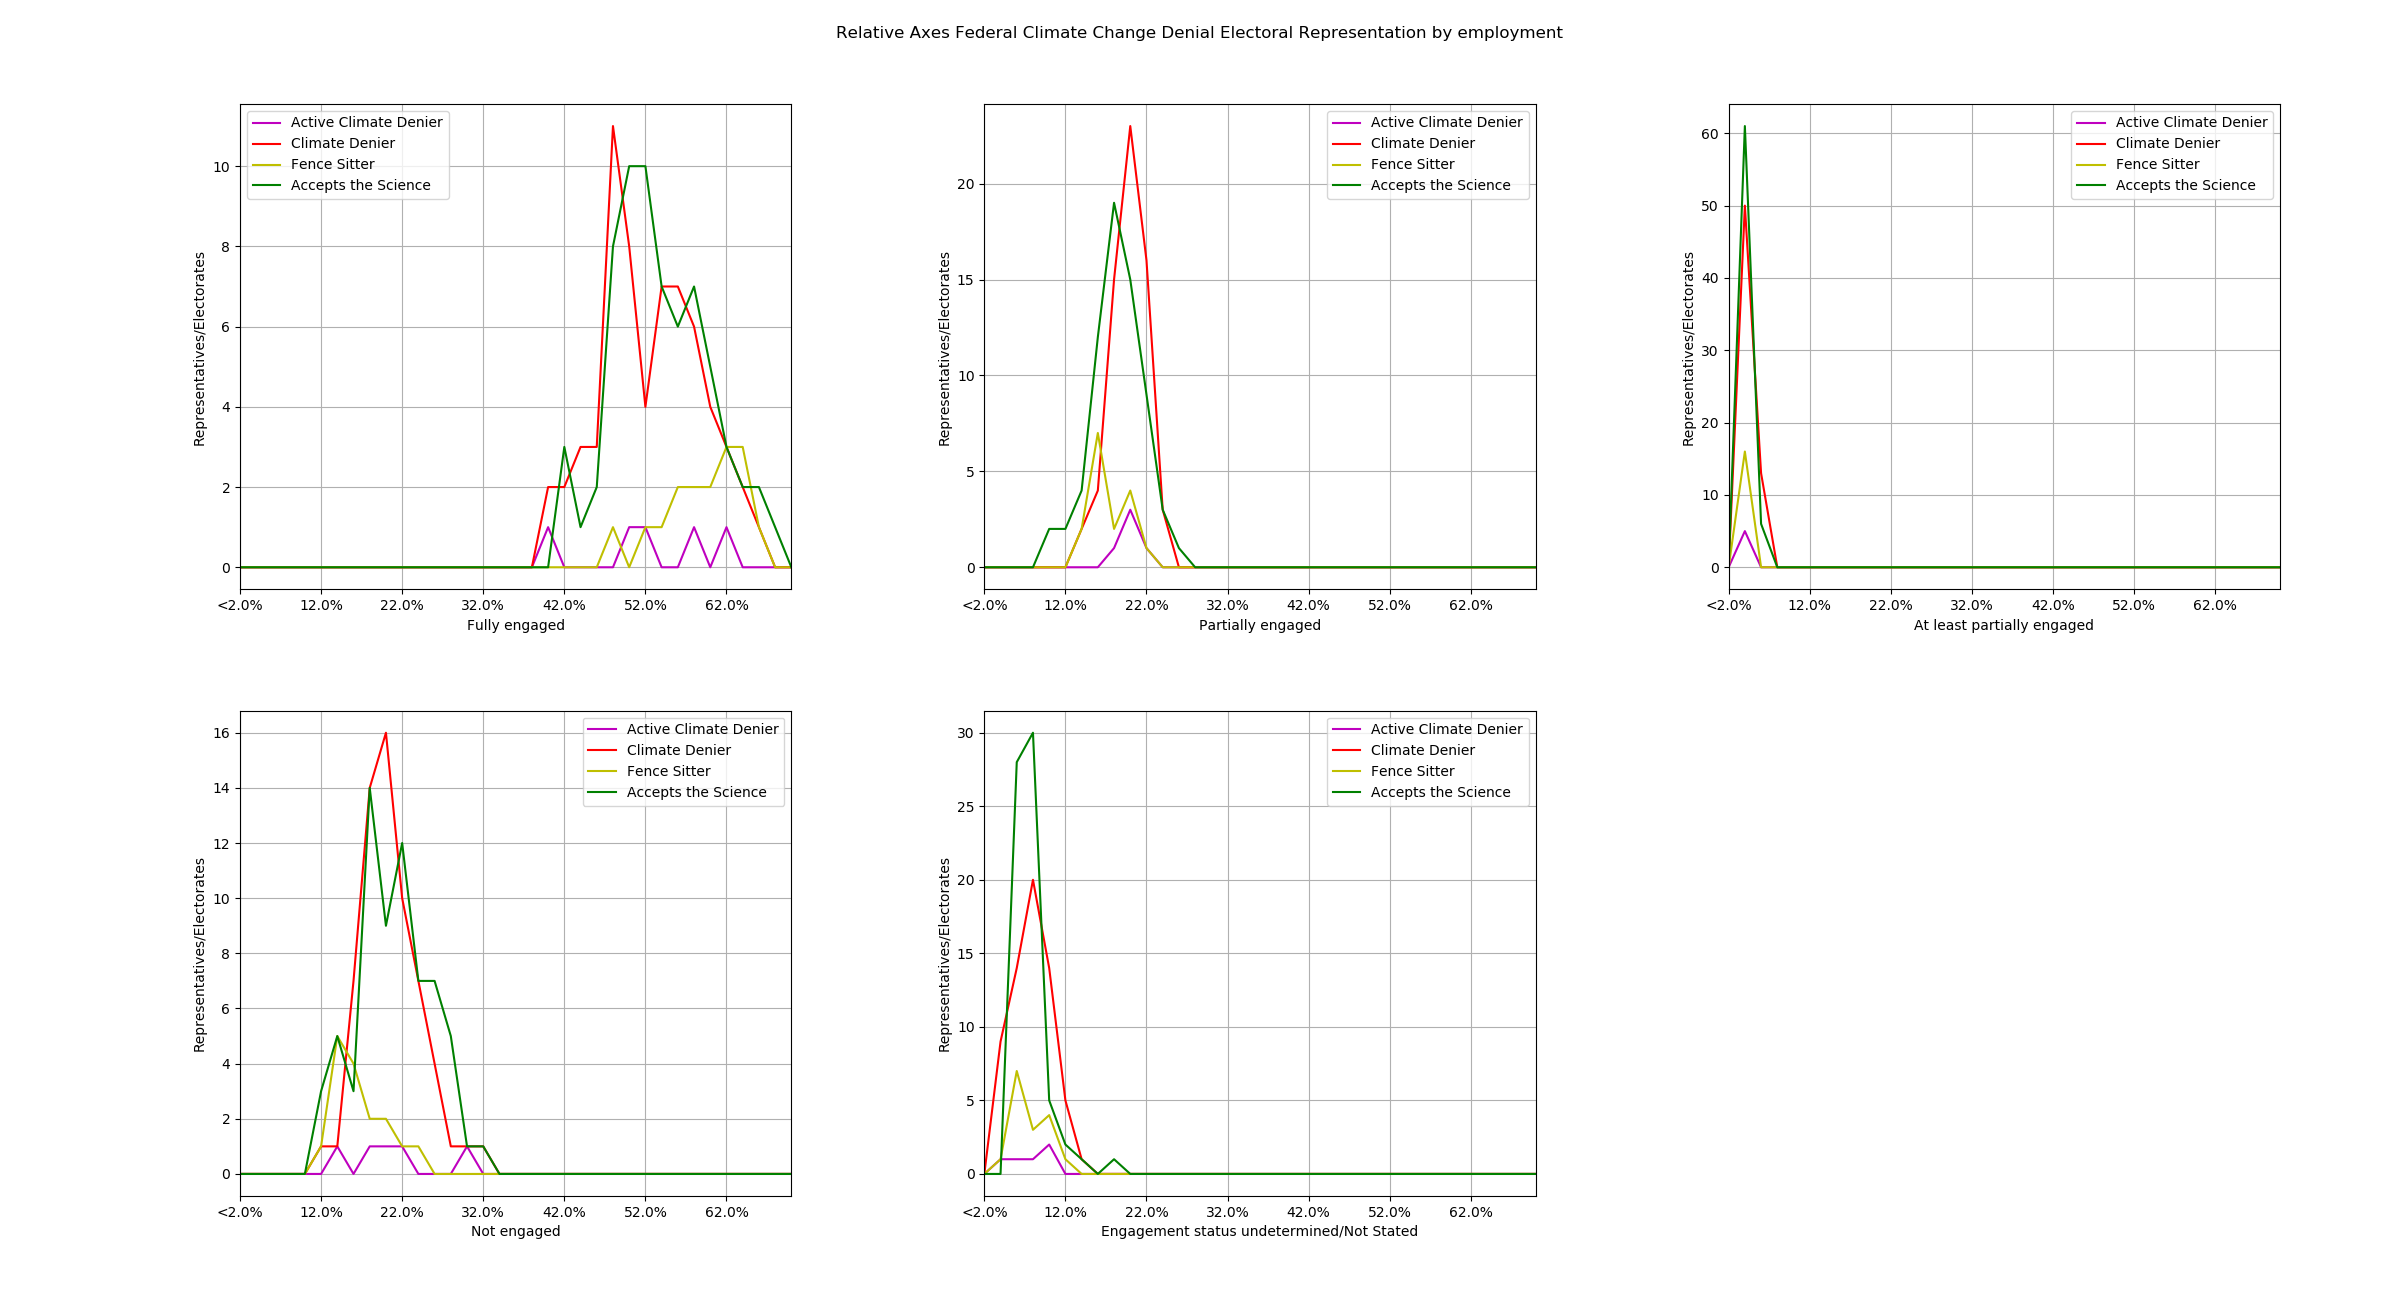 Relative Axes Federal Climate Change Denial Electoral Representation by employment
Active Climate Denier
Climate Denier
Fence Sitter
Accepts the Science
Representatives/Electorates
10
8
6
4
2
0
<2.0% 12.0% 22.0% 32.0% 42.0% 52.0% 62.0%
Fully engaged
Active Climate Denier
Climate Denier
Fence Sitter
Accepts the Science
Representatives/Electorates
20
15
10
5
0
<2.0% 12.0% 22.0% 32.0% 42.0% 52.0% 62.0%
Partially engaged
Active Climate Denier
Climate Denier
Fence Sitter
Accepts the Science
Representatives/Electorates
60
50
40
30
20
10
0
<2.0% 12.0% 22.0% 32.0% 42.0% 52.0% 62.0%
At least partially engaged
Active Climate Denier
Climate Denier
Fence Sitter
Accepts the Science
Representatives/Electorates
16
14
12
10
8
6
4
2
0
<2.0% 12.0% 22.0% 32.0% 42.0% 52.0% 62.0%
Not engaged
Active Climate Denier
Climate Denier
Fence Sitter
Accepts the Science
Representatives/Electorates
30
25
20
15
10
5
0
<2.0% 12.0% 22.0% 32.0% 42.0% 52.0% 62.0%
Engagement status undetermined/Not Stated